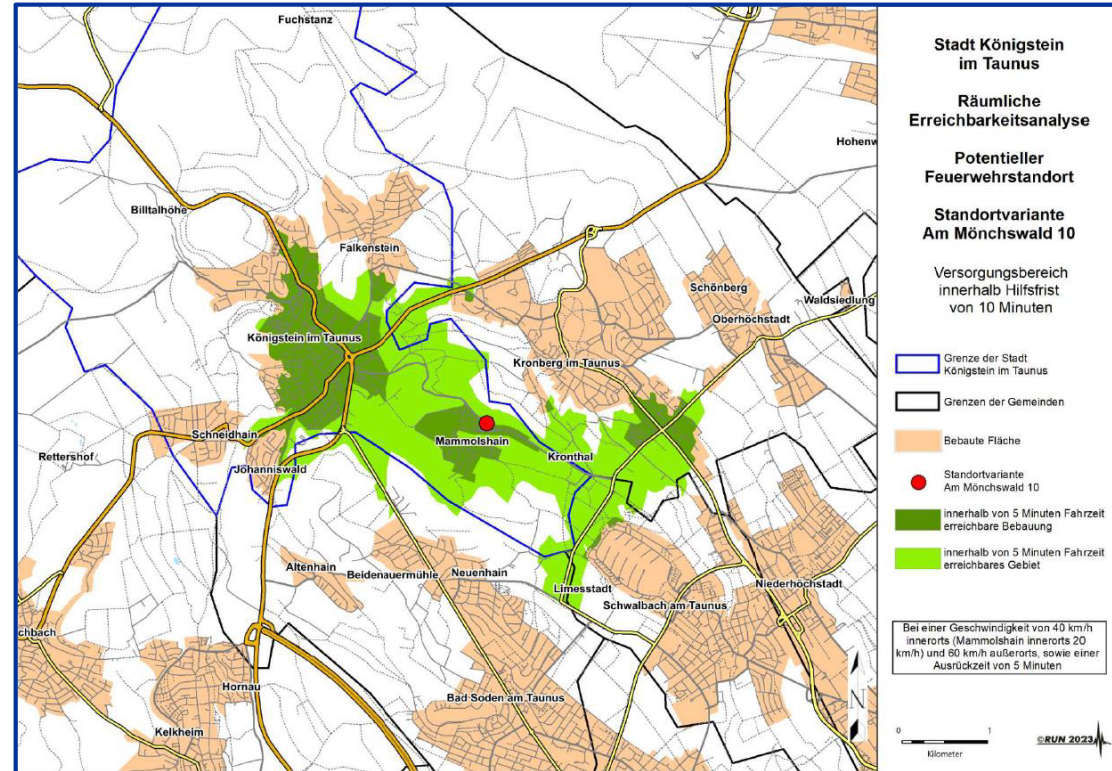 Fuchstanz
Hohenw
Billtalhöhe
Falkenstein
Schönberg
Waldsiedlung
Oberhöchstadt
Königstein im Taunus
Kronberg im Taunus
Schneidhain
Mammolshain
Rettershof
Kronthal
Johanniswald
Altenhain
Beidenauermühle
Neuenhain
Limesstadt
Niederhöchstadt
Schwalbach am Taunus
chbach
Hornau
Bad Soden am Taunus
Kelkheim
Stadt Königstein
im Taunus
Räumliche
Erreichbarkeitsanalyse
Potentieller
Feuerwehrstandort
Standortvariante
Am Mönchswald 10
Versorgungsbereich
innerhalb Hilfsfrist
von 10 Minuten
Grenze der Stadt
Königstein im Taunus
Grenzen der Gemeinden
Bebaute Fläche
Standortvariante
Am Mönchswald 10
innerhalb von 5 Minuten Fahrzeit
erreichbare Bebauung
innerhalb von 5 Minuten Fahrzeit
erreichbares Gebiet
Bei einer Geschwindigkeit von 40 km/h
innerorts (Mammolshain innerorts 20
km/h) und 60 km/h außerorts, sowie einer
Ausrückzeit von 5 Minuten
N
0 1
Kilometer
©RUN 2023